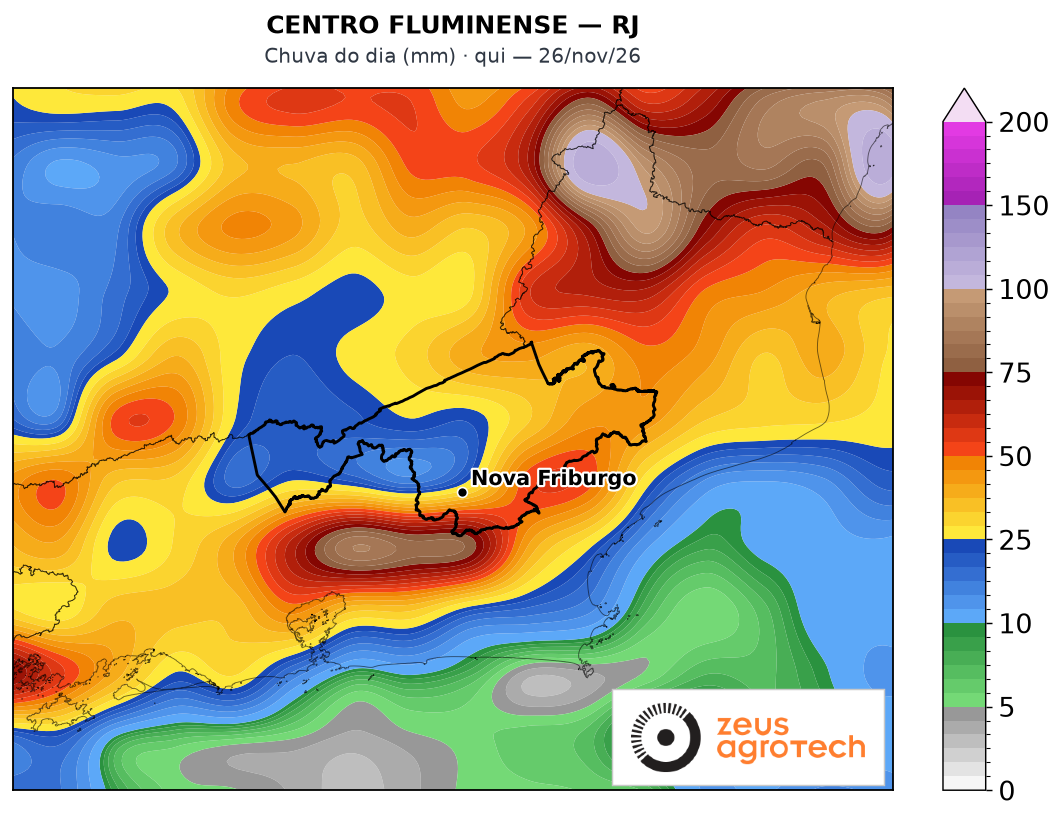 CENTRO FLUMINENSE — RJ
Chuva do dia (mm) · qui — 26/nov/26
200
150
100
75
50
25
10
5
0
Nova Friburgo
zeus
agrotech